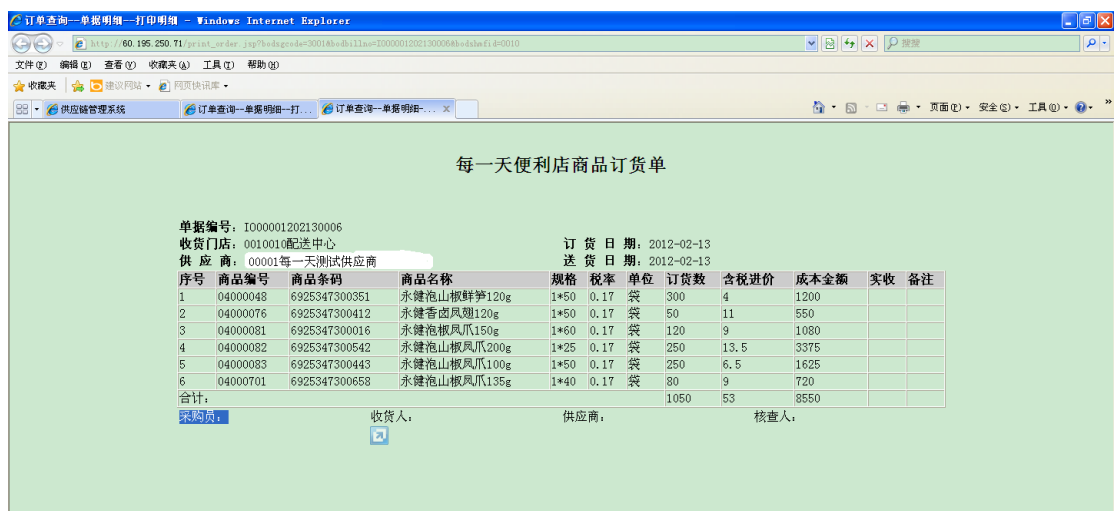 订单查询--单据明细--打印明细 - Windows Internet Explorer
http://60.195.250.71/print_order.jsp?bodsgcode=3001&bodbillno=I000001202130006&bodshmfid=0010
搜搜
文件(F) 编辑(E) 查看(V) 收藏夹(A) 工具(T) 帮助(H)
收藏夹 建议网站 网页快讯库
供应链管理系统 订单查询--单据明细--打... 订单查询--单据明细-... X 页面(P) 安全(S) 工具(O) »
每一天便利店商品订货单
单据编号: I000001202130006
收货门店: 0010010配送中心 订 货 日 期: 2012-02-13
供 应 商: 00001每一天测试供应商 送 货 日 期: 2012-02-13
序号 商品编号 商品条码 商品名称 规格 税率 单位 订货数 含税进价 成本金额 实收 备注
1 04000048 6925347300351 永健泡山椒鲜笋120g 1*50 0.17 袋 300 4 1200
2 04000076 6925347300412 永健香卤凤翅120g 1*50 0.17 袋 50 11 550
3 04000081 6925347300016 永健泡椒凤爪150g 1*60 0.17 袋 120 9 1080
4 04000082 6925347300542 永健泡山椒凤爪200g 1*25 0.17 袋 250 13.5 3375
5 04000083 6925347300443 永健泡山椒凤爪100g 1*50 0.17 袋 250 6.5 1625
6 04000701 6925347300658 永健泡山椒凤爪135g 1*40 0.17 袋 80 9 720
合计: 1050 53 8550
采购员: 收货人: 供应商: 核查人: